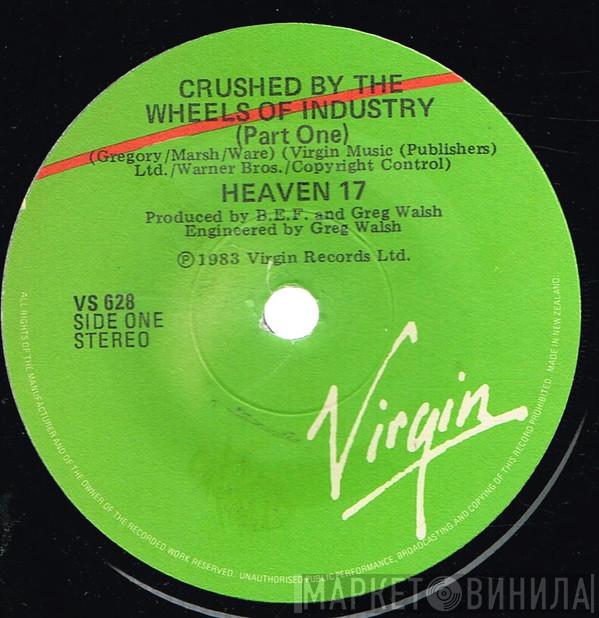 CRUSHED BY THE
WHEELS OF INDUSTRY
(Part One)
(Gregory/Marsh/Ware) (Virgin Music (Publishers)
Ltd./Warner Bros./Copyright Control)
HEAVEN 17
Produced by B.E.F. and Greg Walsh
Engineered by Greg Walsh
℗1983 Virgin Records Ltd.
VS 628
SIDE ONE
STEREO
Virgin
ALL RIGHTS OF THE MANUFACTURER AND OF THE OWNER OF THE RECORDED WORK RESERVED. UNAUTHORISED PUBLIC PERFORMANCE, BROADCASTING AND COPYING OF THIS RECORD PROHIBITED. MADE IN NEW ZEALAND.
МАРКЕТ ВИНИЛА